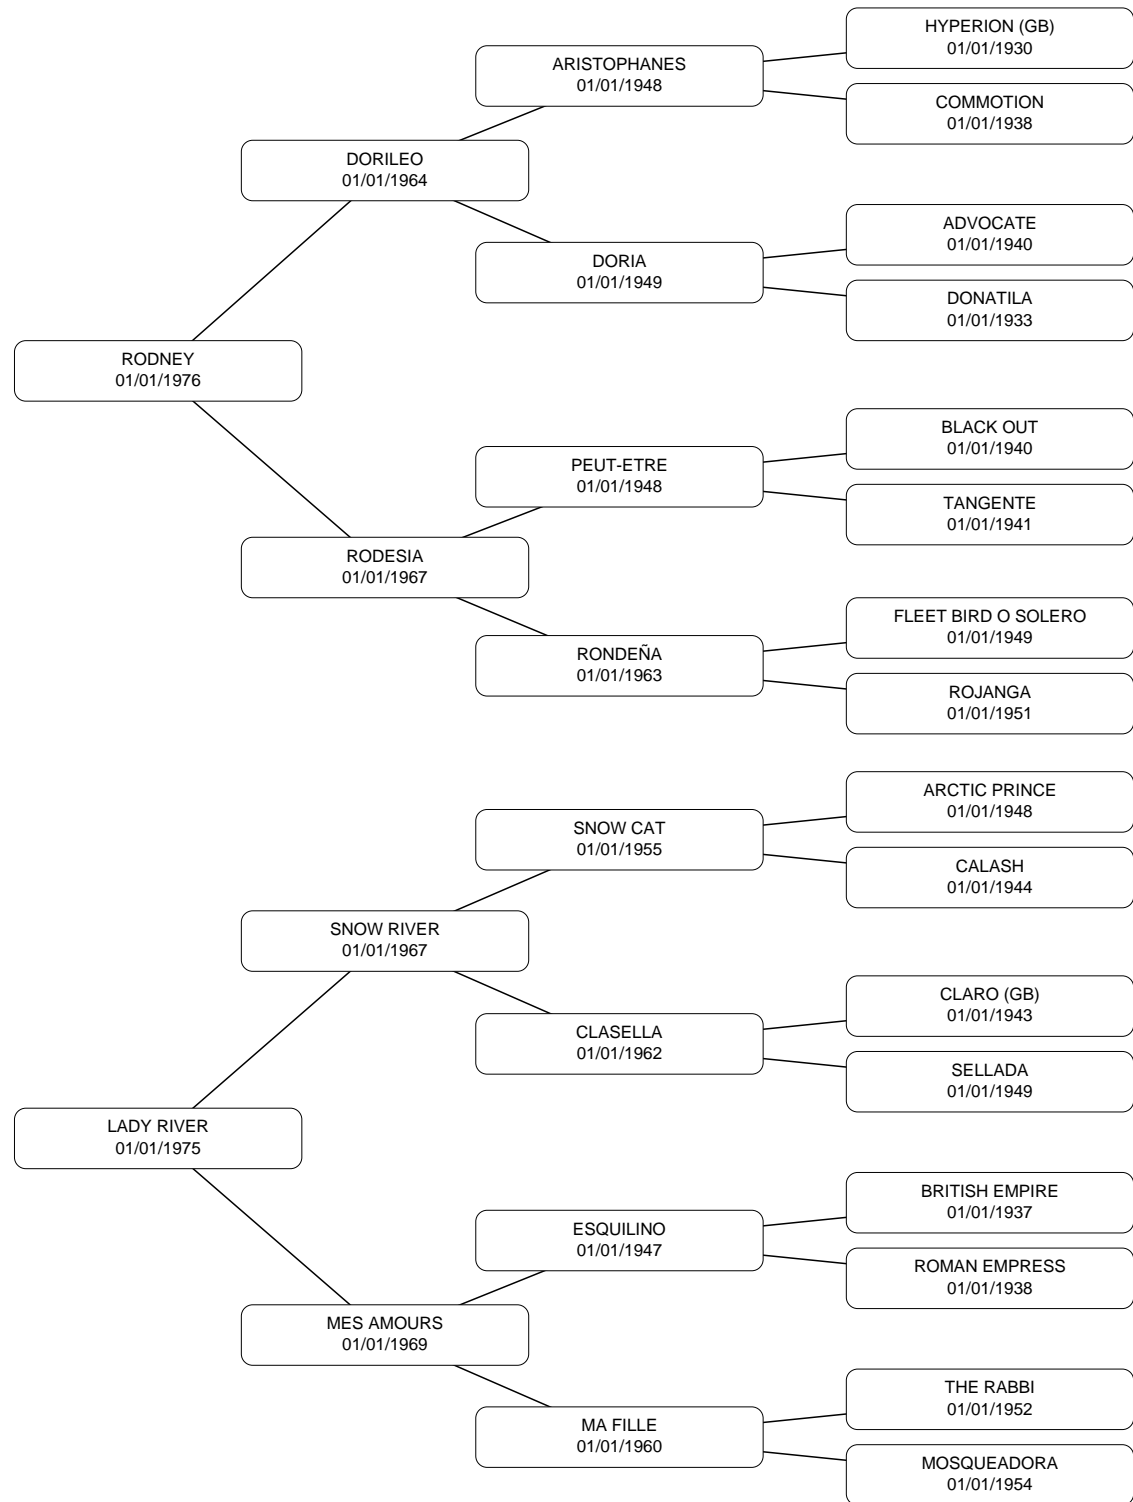 HYPERION (GB)
01/01/1930
ARISTOPHANES
01/01/1948
COMMOTION
01/01/1938
DORILEO
01/01/1964
ADVOCATE
01/01/1940
DORIA
01/01/1949
DONATILA
01/01/1933
RODNEY
01/01/1976
BLACK OUT
01/01/1940
PEUT-ETRE
01/01/1948
TANGENTE
01/01/1941
RODESIA
01/01/1967
FLEET BIRD O SOLERO
01/01/1949
RONDEÑA
01/01/1963
ROJANGA
01/01/1951
ARCTIC PRINCE
01/01/1948
SNOW CAT
01/01/1955
CALASH
01/01/1944
SNOW RIVER
01/01/1967
CLARO (GB)
01/01/1943
CLASELLA
01/01/1962
SELLADA
01/01/1949
LADY RIVER
01/01/1975
BRITISH EMPIRE
01/01/1937
ESQUILINO
01/01/1947
ROMAN EMPRESS
01/01/1938
MES AMOURS
01/01/1969
THE RABBI
01/01/1952
MA FILLE
01/01/1960
MOSQUEADORA
01/01/1954